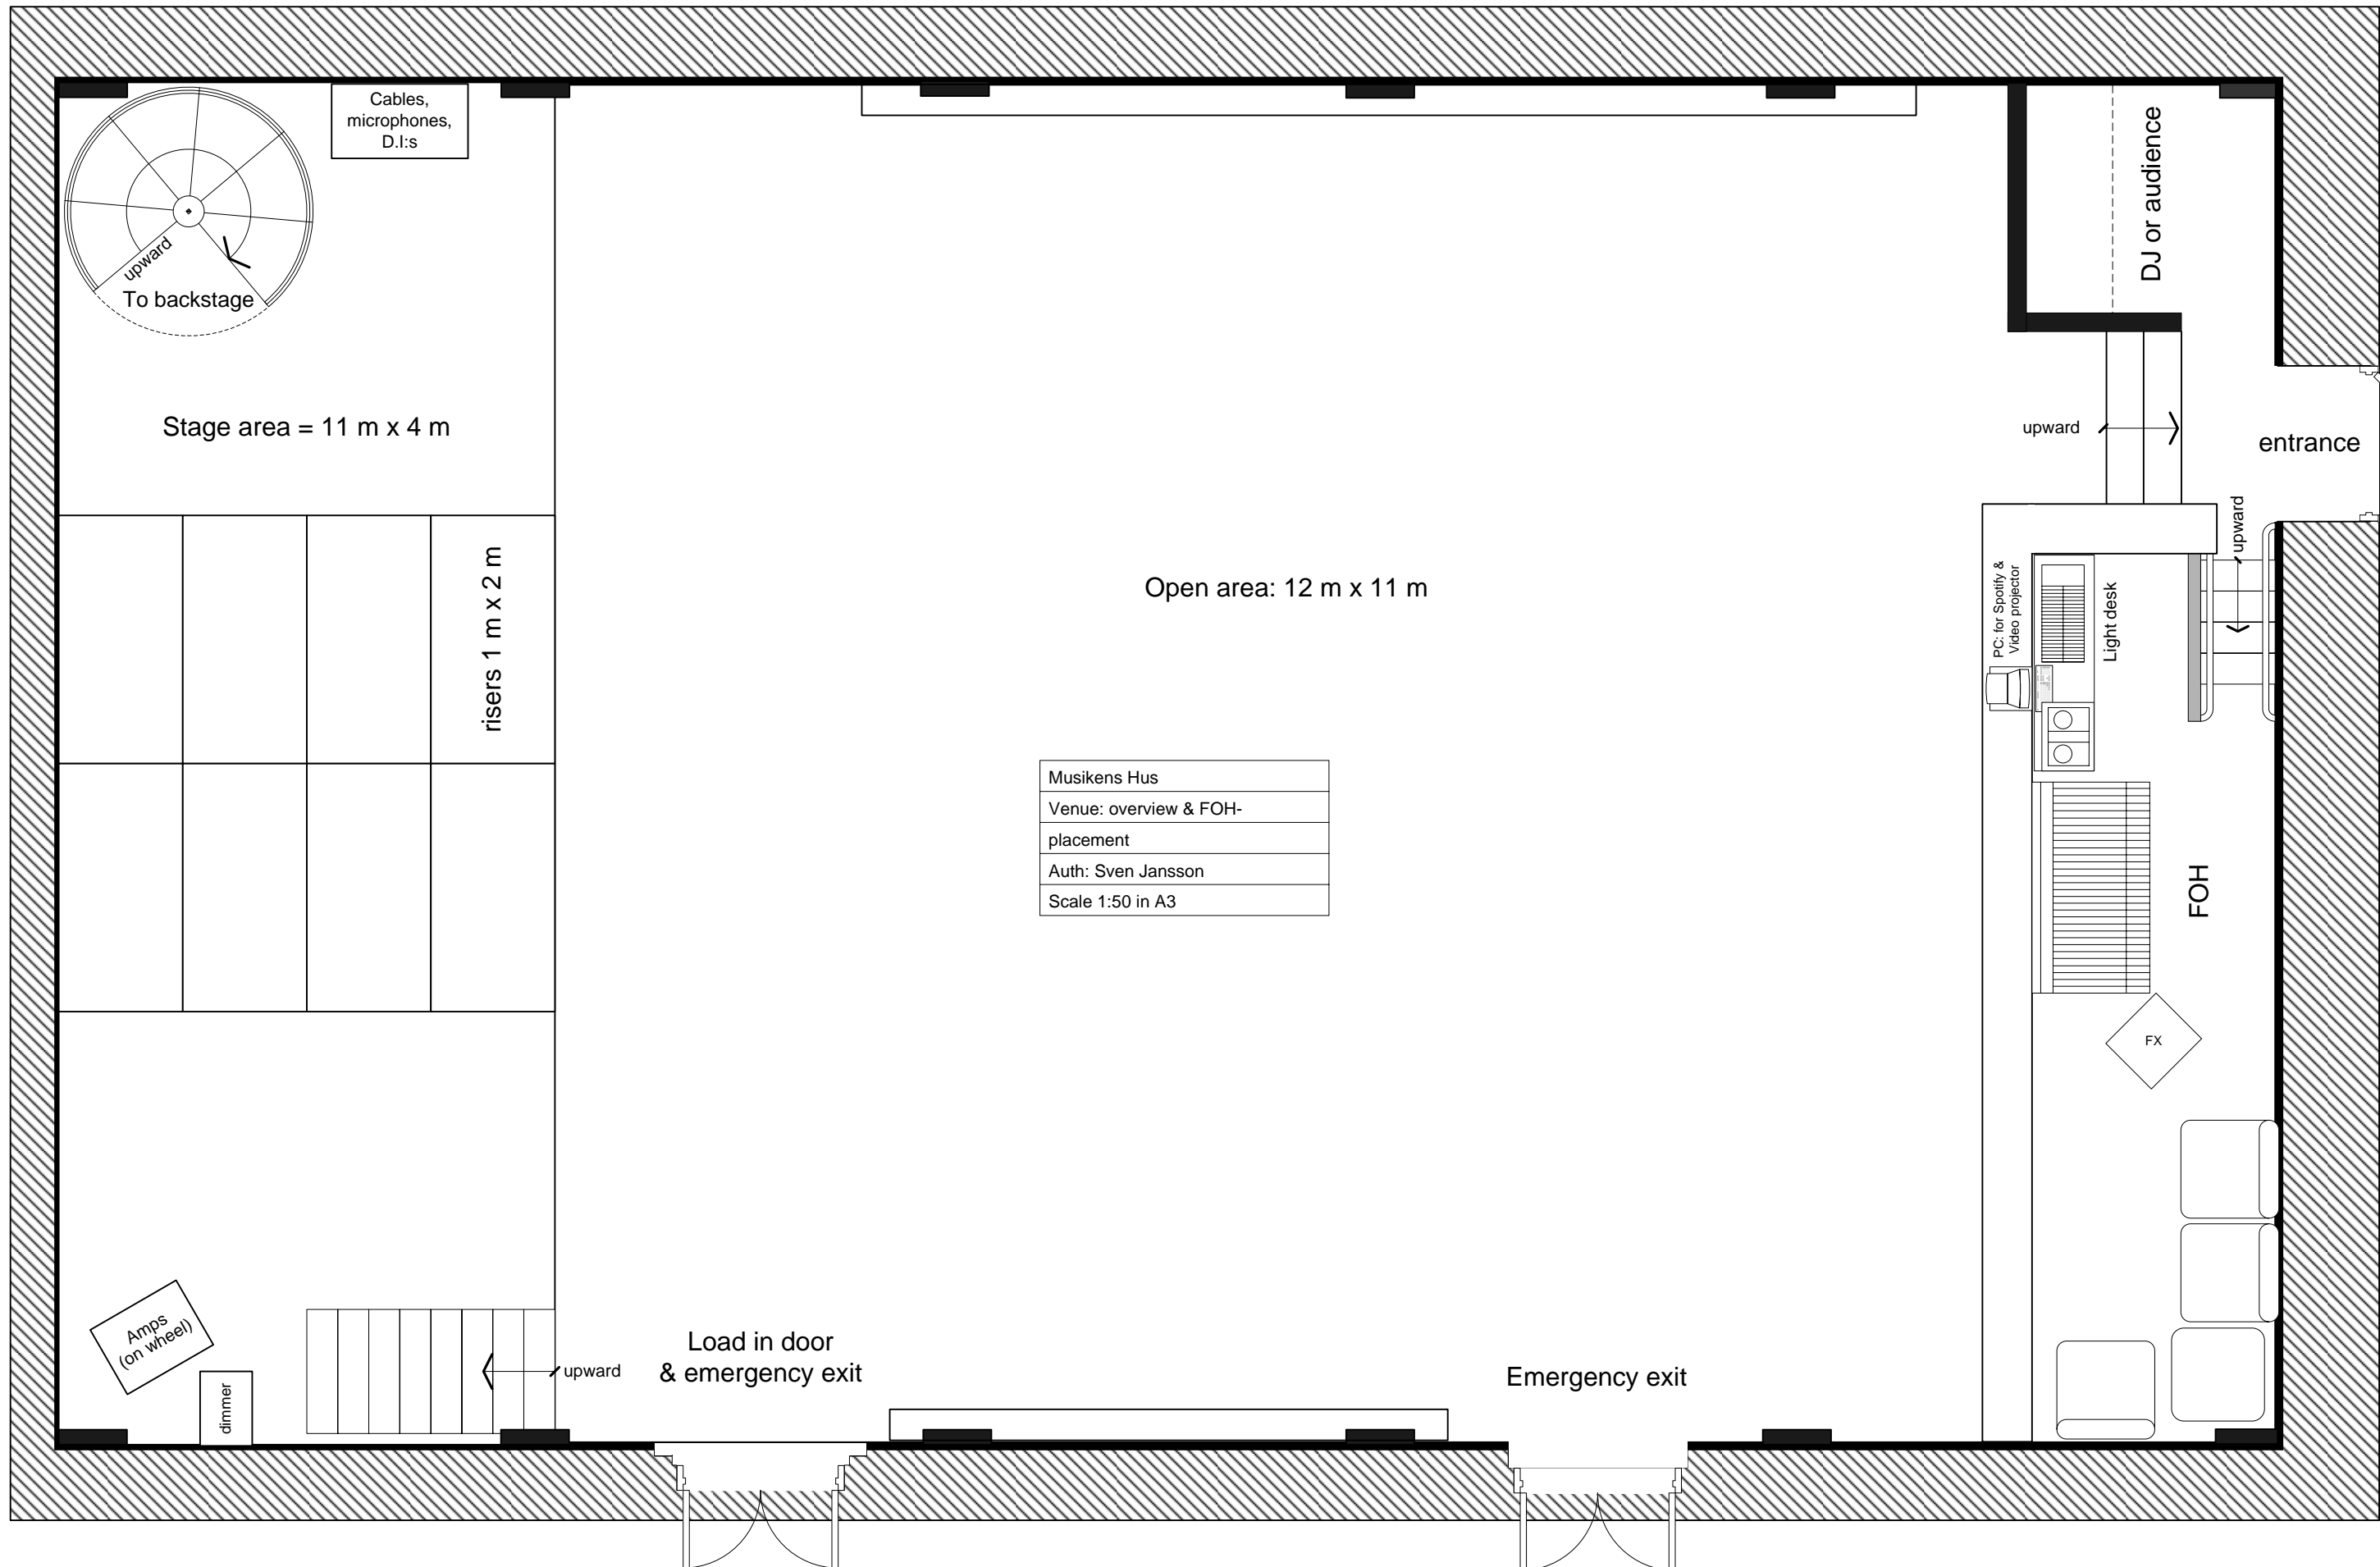 Cables,
microphones,
D.I:s
DJ or audience
upward
To backstage
Stage area = 11 m x 4 m
upward
entrance
upward
risers 1 m x 2 m
Open area: 12 m x 11 m
PC: for Spotify &
Video projector
Light desk
Musikens Hus
Venue: overview & FOH-
placement
Auth: Sven Jansson
Scale 1:50 in A3
FOH
FX
Amps
(on wheel)
dimmer
upward
Load in door
& emergency exit
Emergency exit